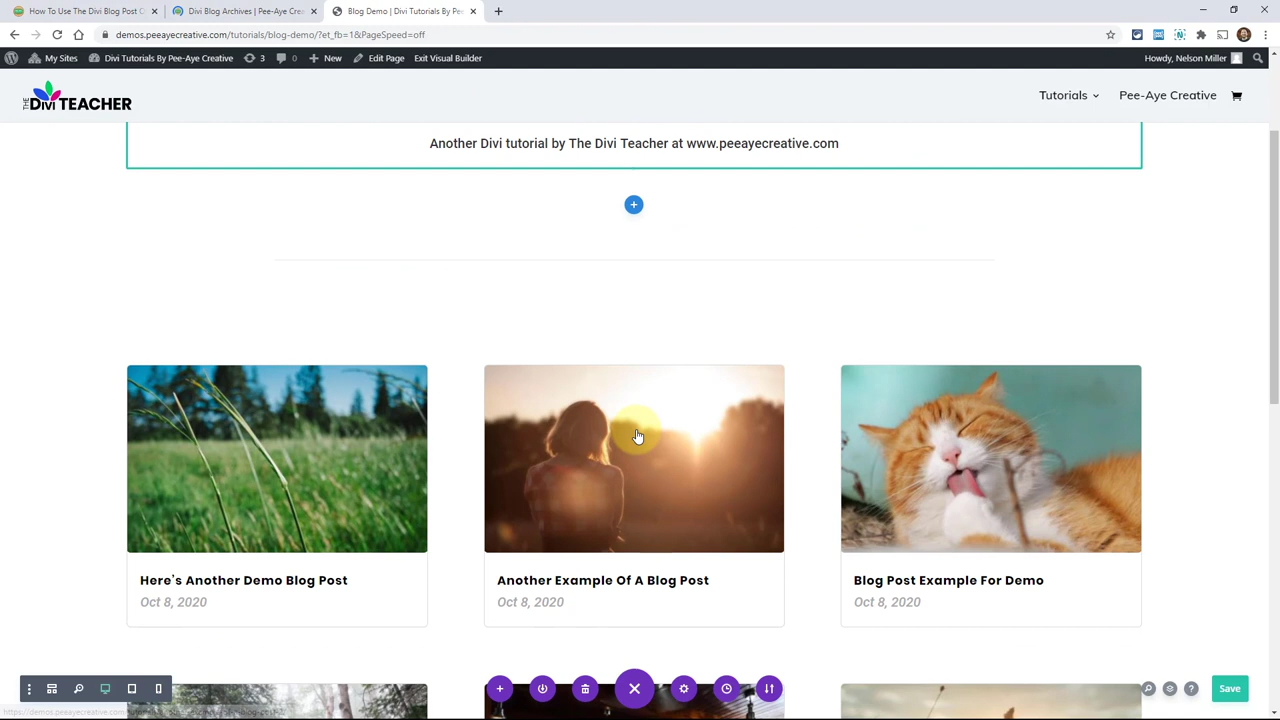 How To Use The Divi Blog Post C
Divi Blog Archives | Pee-Aye Crea
Blog Demo | Divi Tutorials By Pe
demos.peeayecreative.com/tutorials/blog-demo/?et_fb=1&PageSpeed=off
My Sites
Divi Tutorials By Pee-Aye Creative
3
0
New
Edit Page
Exit Visual Builder
Howdy, Nelson Miller
THE DIVI TEACHER
Tutorials
Pee-Aye Creative
Another Divi tutorial by The Divi Teacher at www.peeayecreative.com
Here's Another Demo Blog Post
Oct 8, 2020
Another Example Of A Blog Post
Oct 8, 2020
Blog Post Example For Demo
Oct 8, 2020
Save